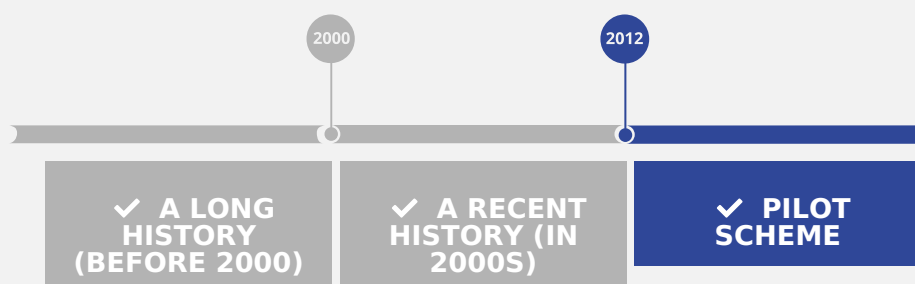 2000
2012
A LONG
HISTORY
(BEFORE 2000)
A RECENT
HISTORY (IN
2000S)
PILOT
SCHEME